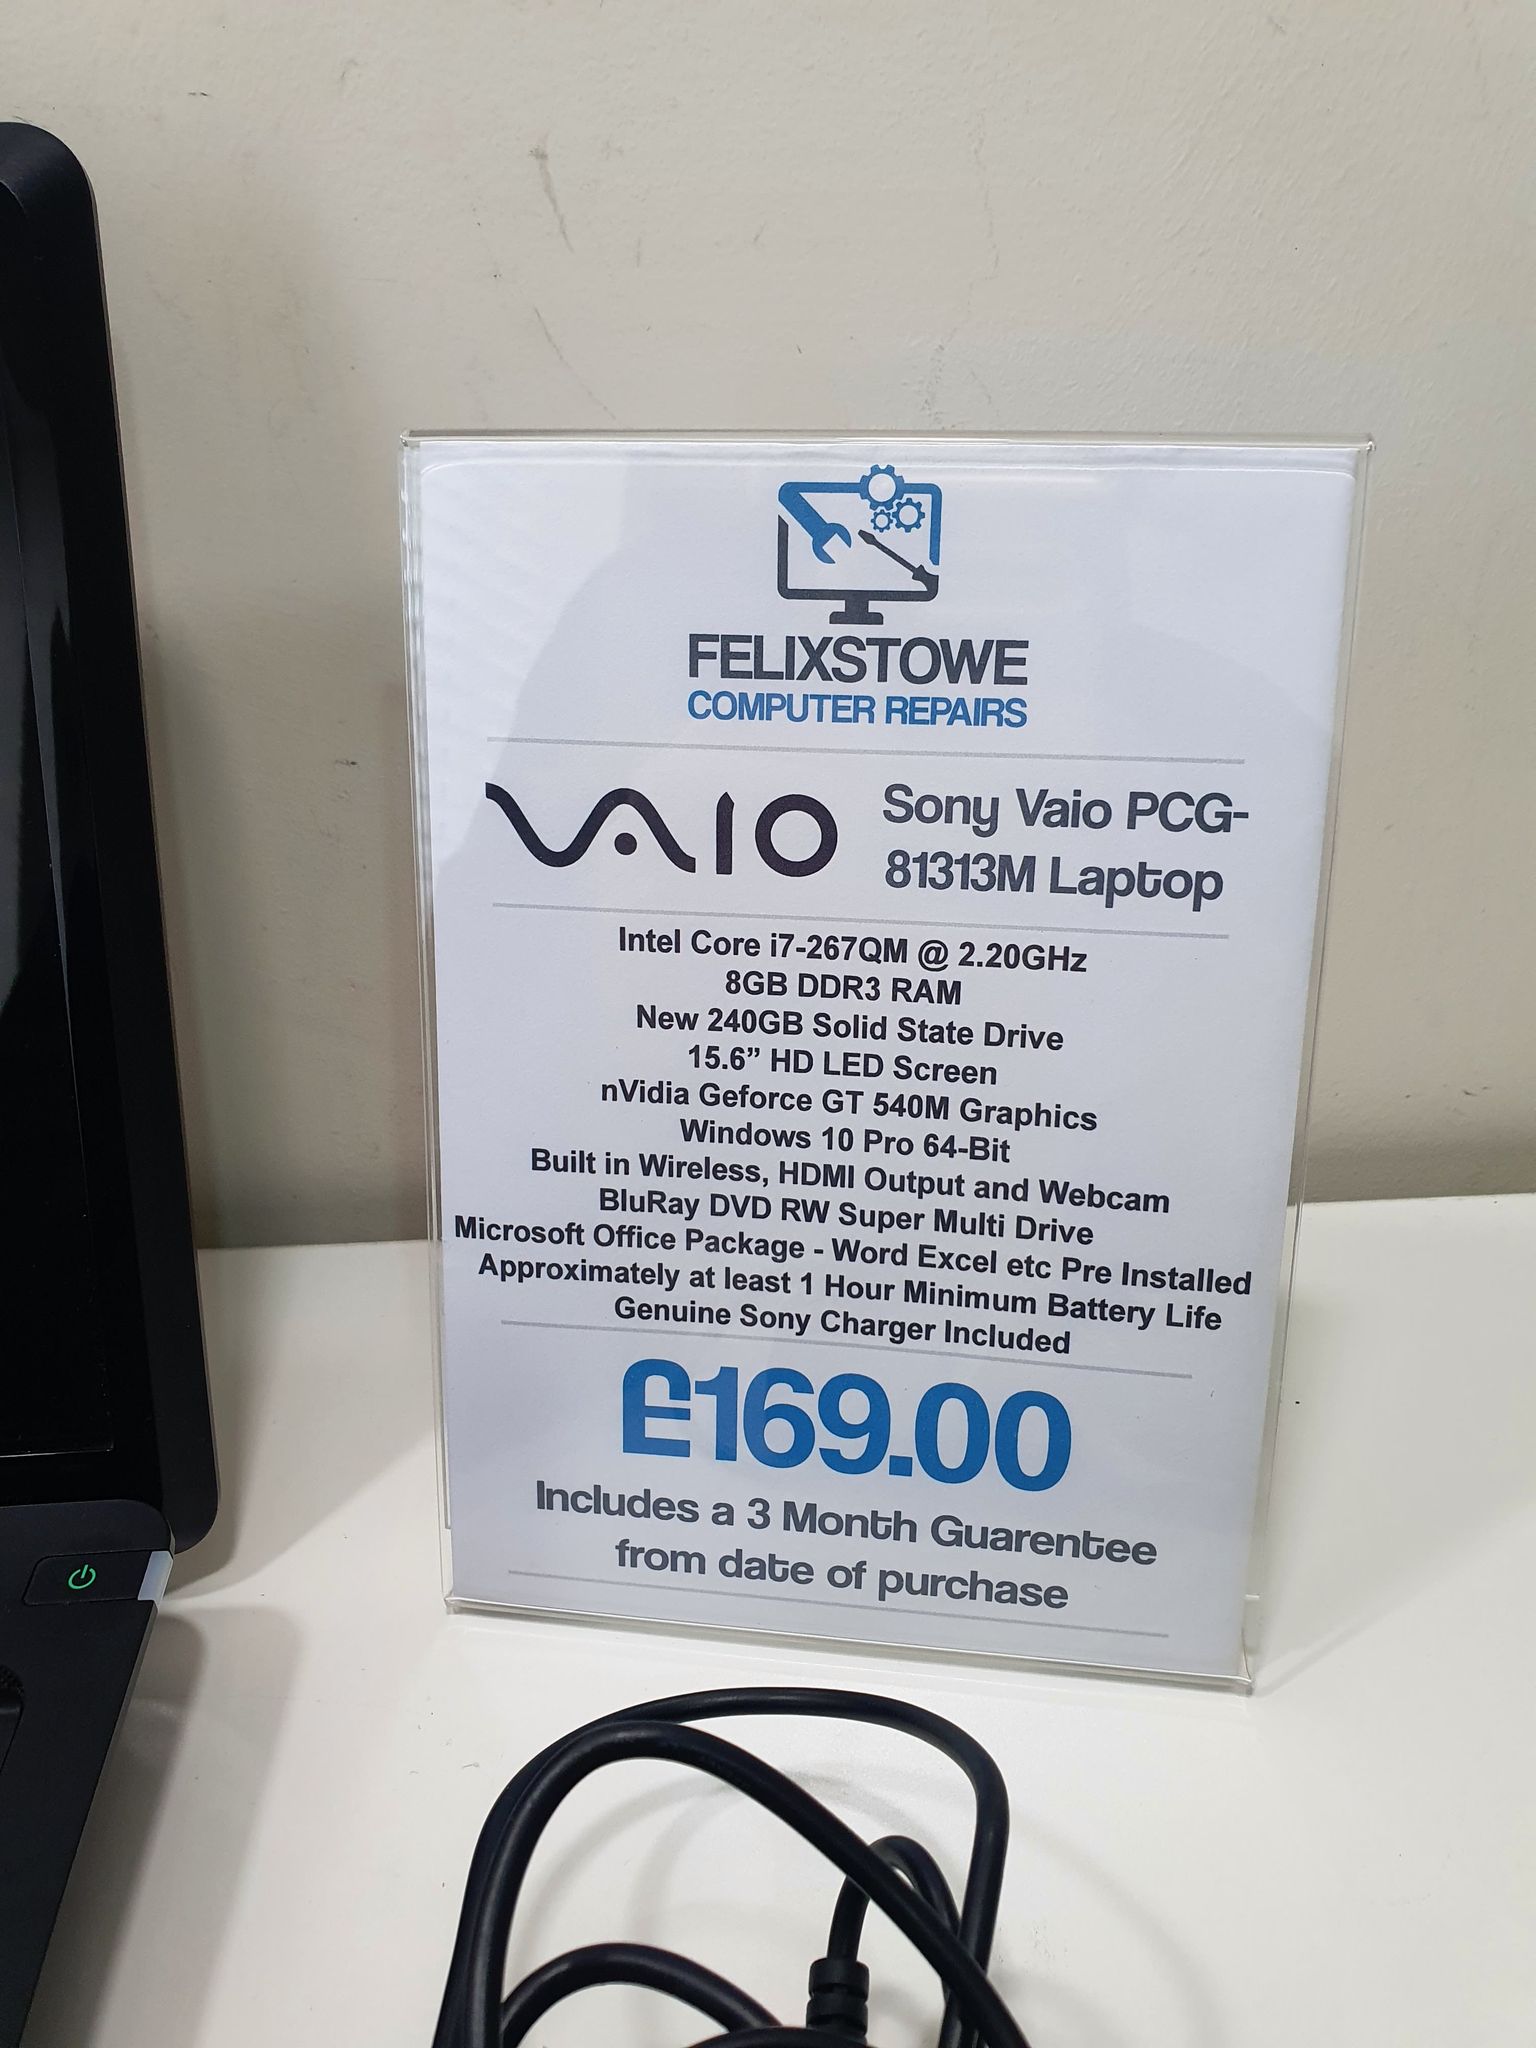 FELIXSTOWE
COMPUTER REPAIRS
VAIO
Sony Vaio PCG-
81313M Laptop
Intel Core i7-267QM @ 2.20GHz
8GB DDR3 RAM
New 240GB Solid State Drive
15.6” HD LED Screen
nVidia Geforce GT 540M Graphics
Windows 10 Pro 64-Bit
Built in Wireless, HDMI Output and Webcam
BluRay DVD RW Super Multi Drive
Microsoft Office Package - Word Excel etc Pre Installed
Approximately at least 1 Hour Minimum Battery Life
Genuine Sony Charger Included
£169.00
Includes a 3 Month Guarentee
from date of purchase